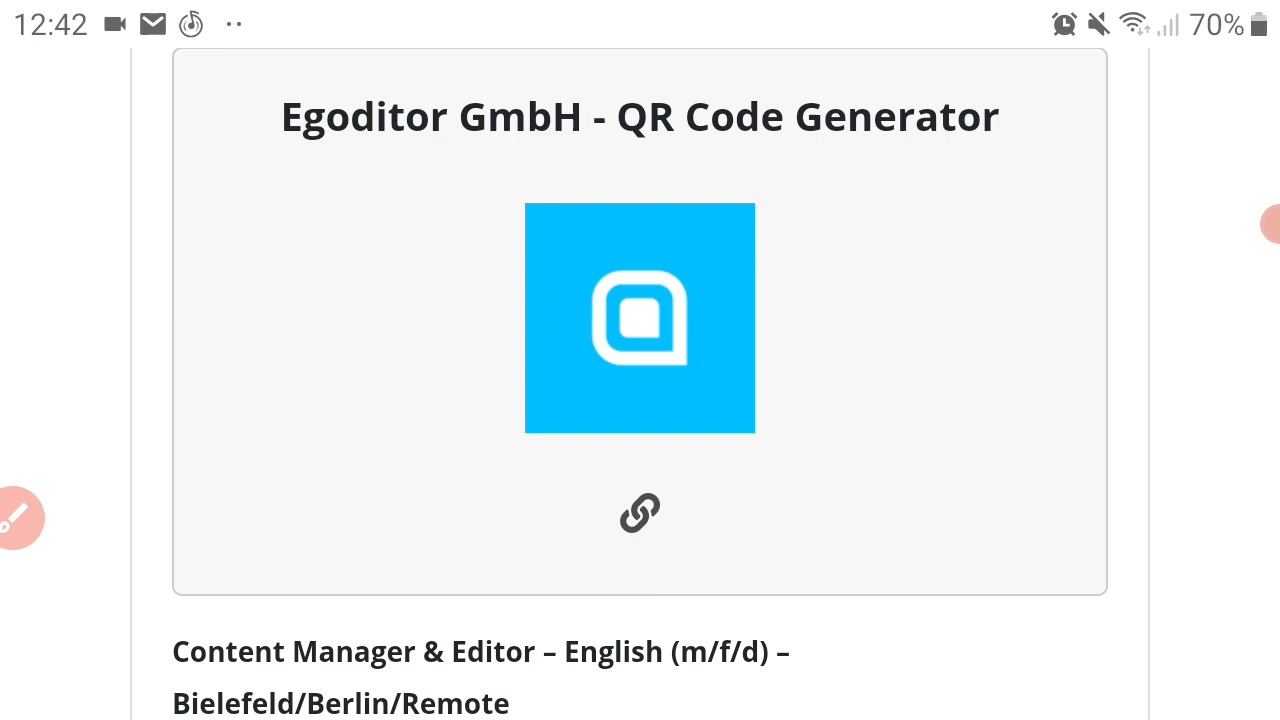 12:42
70%
Egoditor GmbH - QR Code Generator
Content Manager & Editor – English (m/f/d) –
Bielefeld/Berlin/Remote